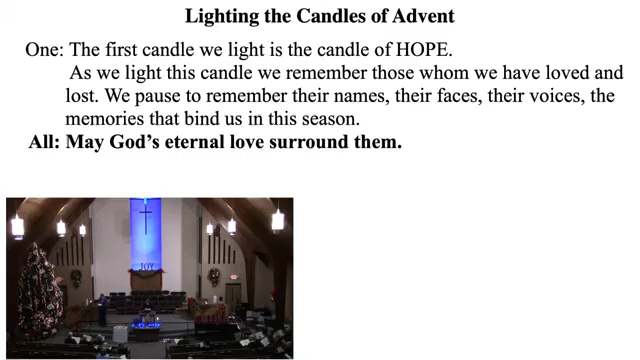 Lighting the Candles of Advent
One: The first candle we light is the candle of HOPE.
As we light this candle we remember those whom we have loved and
lost. We pause to remember their names, their faces, their voices, the
memories that bind us in this season.
All: May God’s eternal love surround them.
JOY